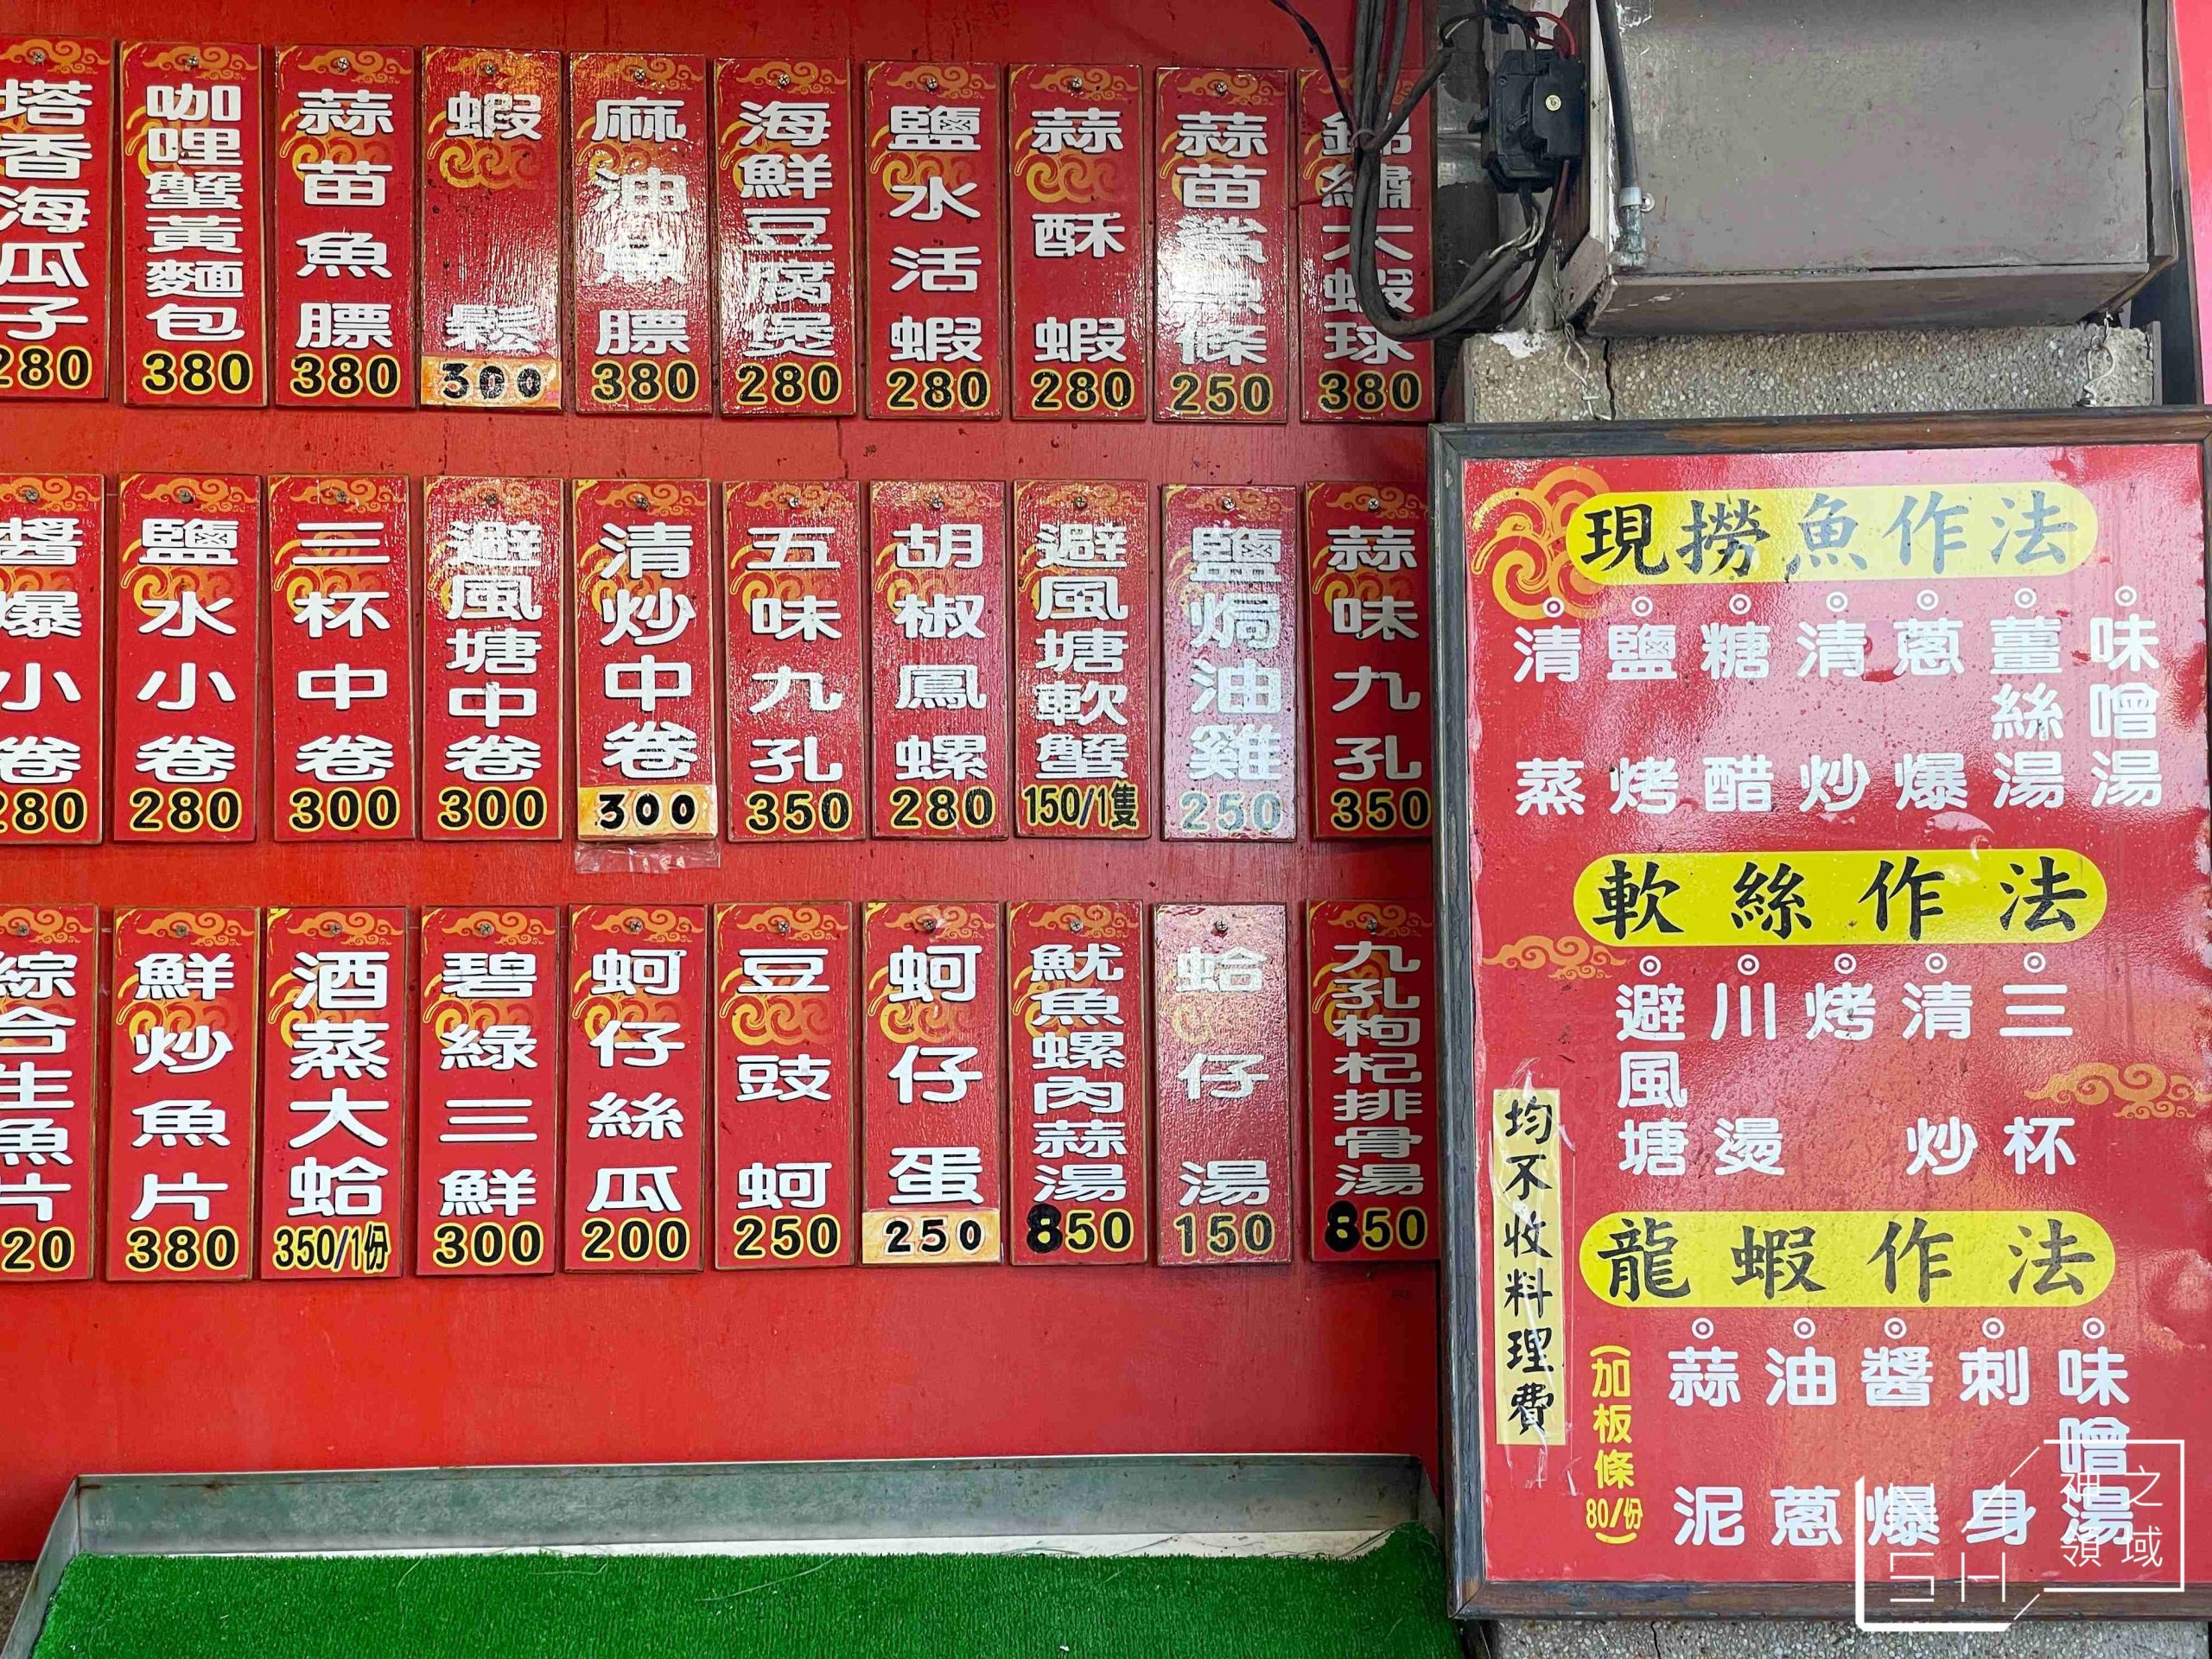 塔香海瓜子
280
咖哩蟹黃麵包
380
蒜苗魚膘
380
蝦鬆
300
麻油魚膘
380
海鮮豆腐煲
280
鹽水活蝦
280
蒜酥蝦
280
蒜苗鯊魚條
250
錦繡大蝦球
380
醬爆小卷
280
鹽水小卷
280
三杯中卷
300
避風塘中卷
300
清炒中卷
300
五味九孔
350
胡椒鳳螺
280
避風塘軟蟹
150/1隻
鹽焗油雞
250
蒜味九孔
350
綜合生魚片
20
鮮炒魚片
380
酒蒸大蛤
350/1份
碧綠三鮮
300
蚵仔絲瓜
200
豆豉蚵
250
蚵仔蛋
250
魷魚螺肉蒜湯
850
蛤仔湯
150
九孔枸杞排骨湯
850
現撈魚作法
清蒸
鹽烤
糖醋
清炒
蔥爆
薑絲湯
味噌湯
軟絲作法
避風塘
川燙
烤
清炒
三杯
龍蝦作法
蒜泥
油蔥
醬爆
刺身
味噌湯
(加板條80/份)
均不收料理費
神之領域
SH